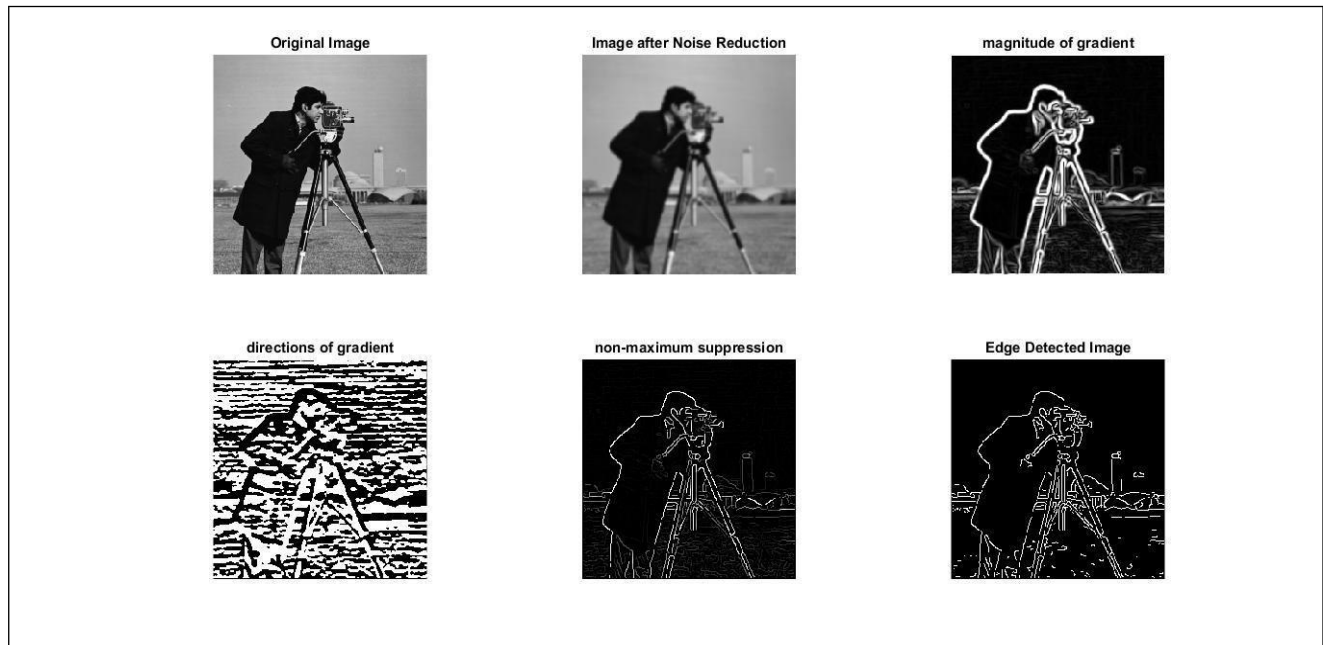 Original Image
Image after Noise Reduction
magnitude of gradient
directions of gradient
non-maximum suppression
Edge Detected Image